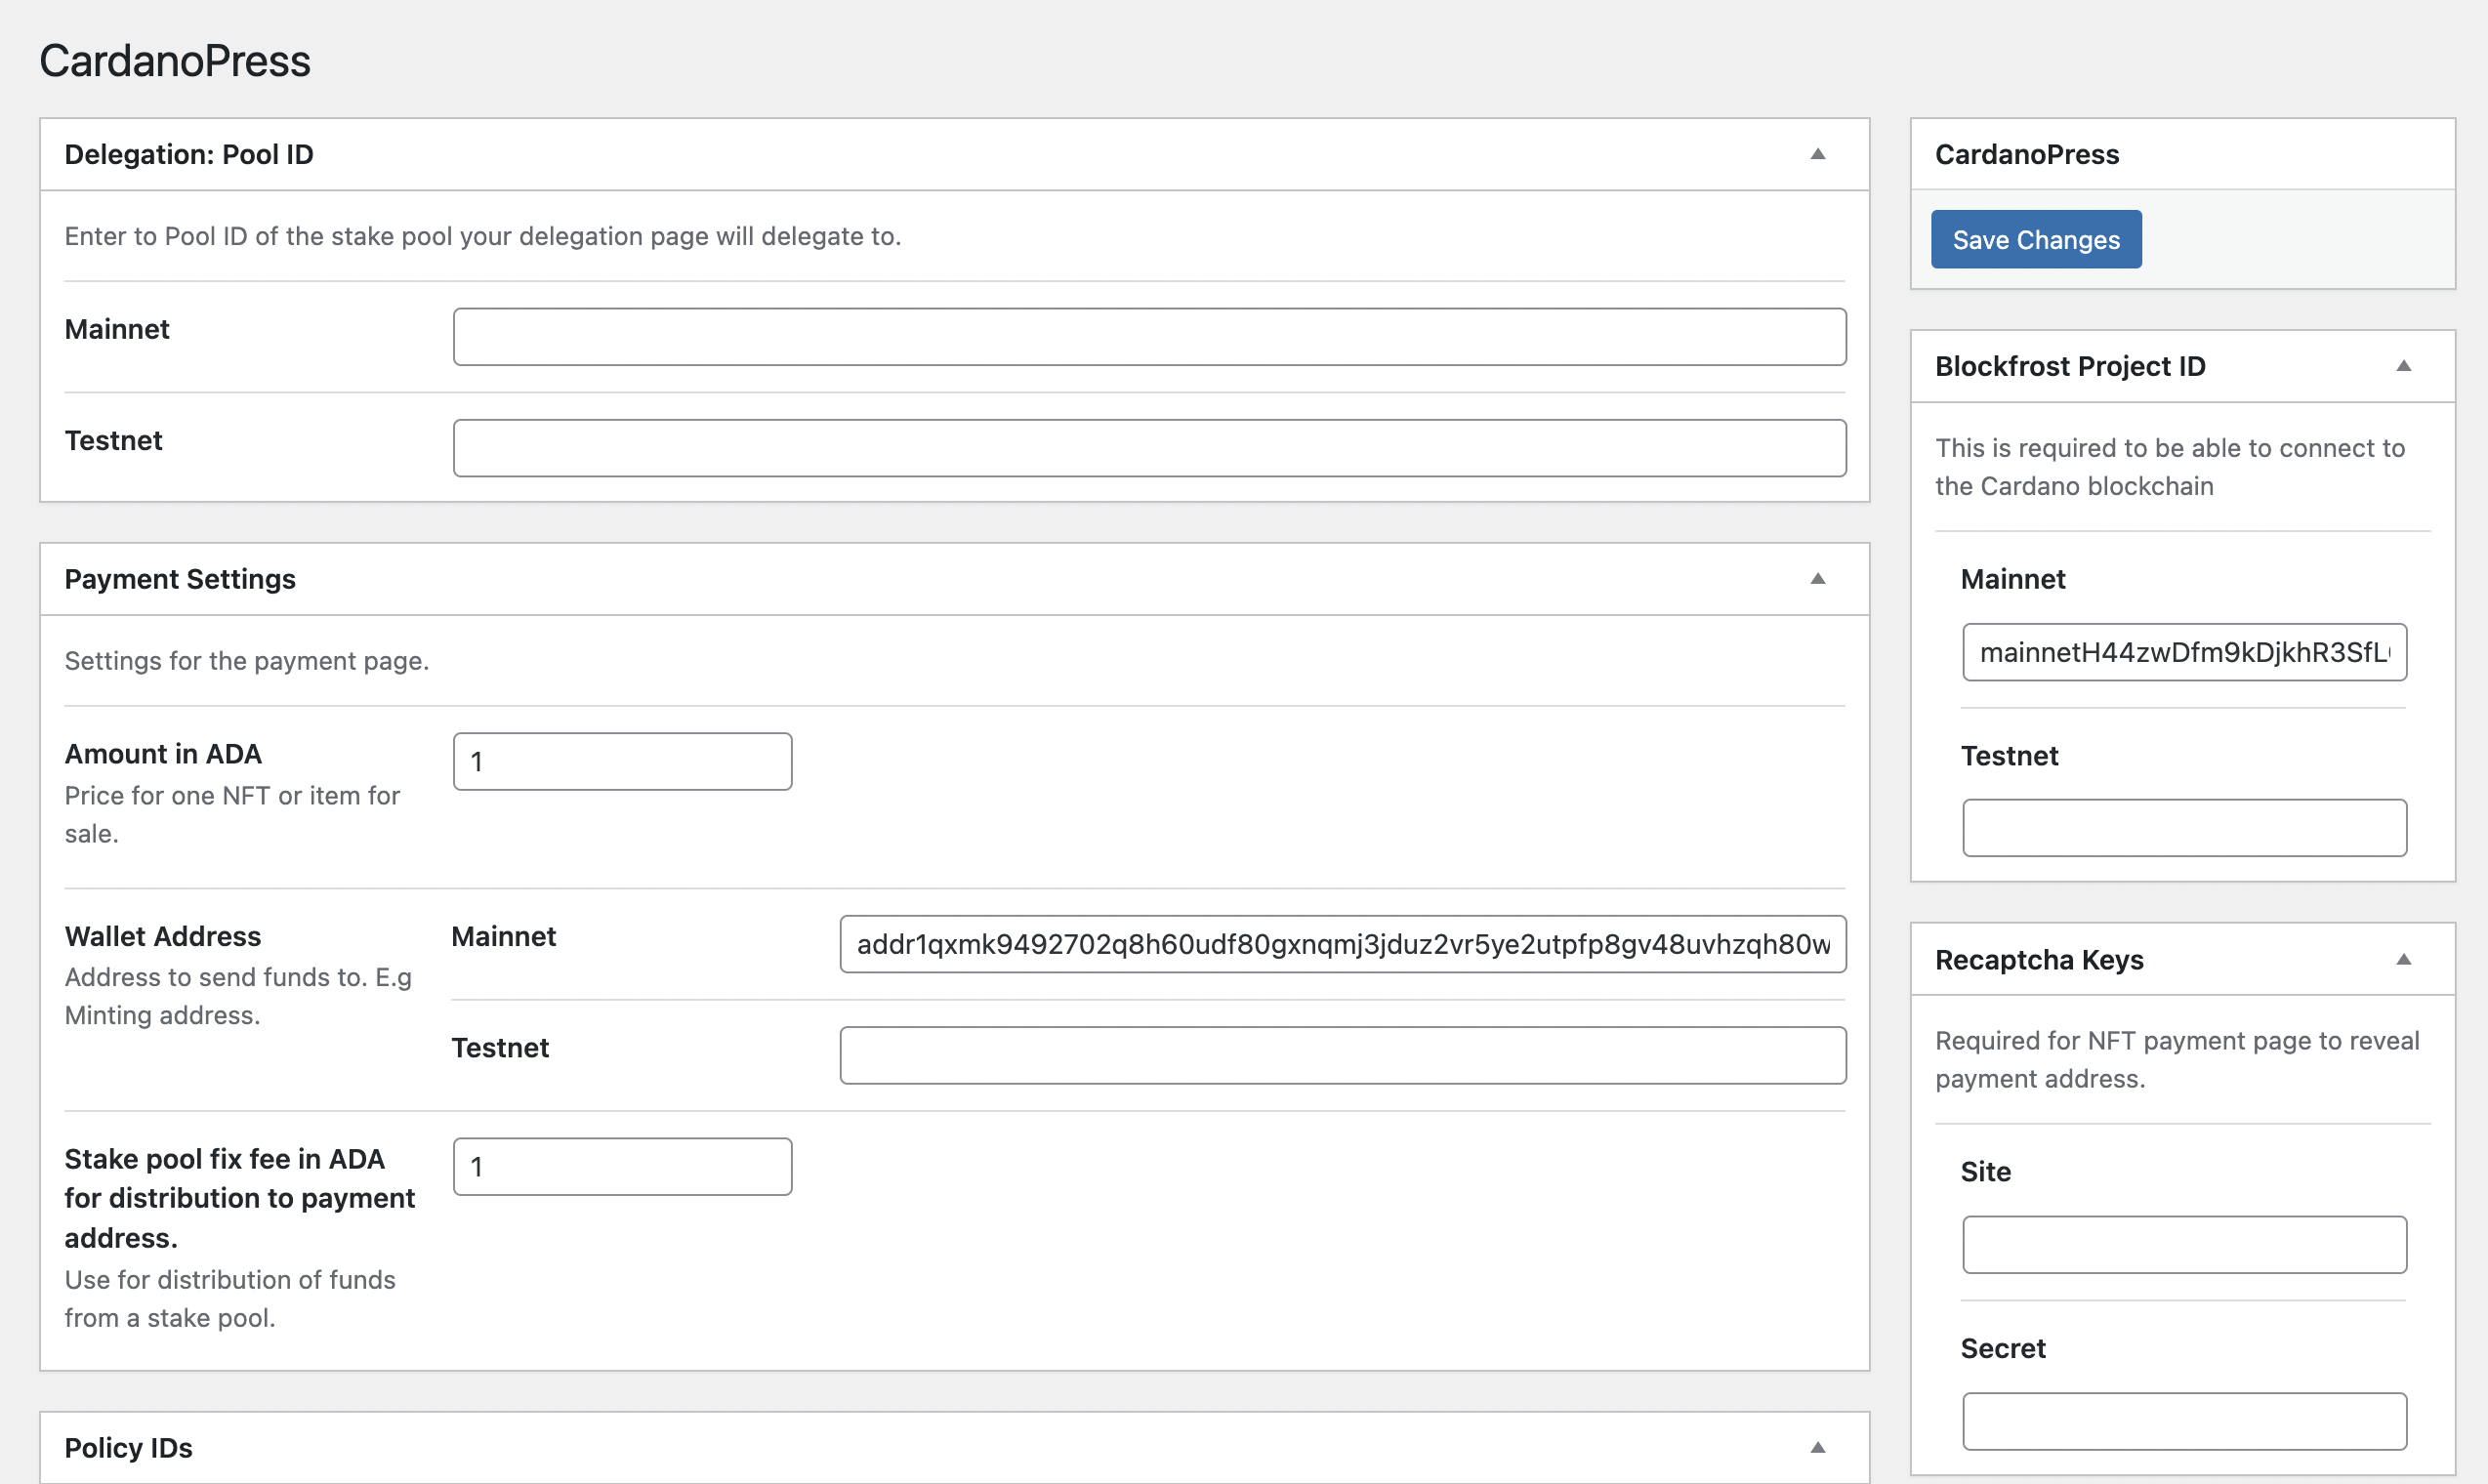 CardanoPress
Delegation: Pool ID
Enter to Pool ID of the stake pool your delegation page will delegate to.
Mainnet
Testnet
Payment Settings
Settings for the payment page.
Amount in ADA
Price for one NFT or item for
sale.
1
Wallet Address
Address to send funds to. E.g
Minting address.
Mainnet
addr1qxmk9492702q8h60udf80gxnqmj3jduz2vr5ye2utpfp8gv48uvhzqh80w
Testnet
Stake pool fix fee in ADA
for distribution to payment
address.
Use for distribution of funds
from a stake pool.
1
Policy IDs
CardanoPress
Save Changes
Blockfrost Project ID
This is required to be able to connect to
the Cardano blockchain
Mainnet
mainnetH44zwDfm9kDjkhR3SfL
Testnet
Recaptcha Keys
Required for NFT payment page to reveal
payment address.
Site
Secret